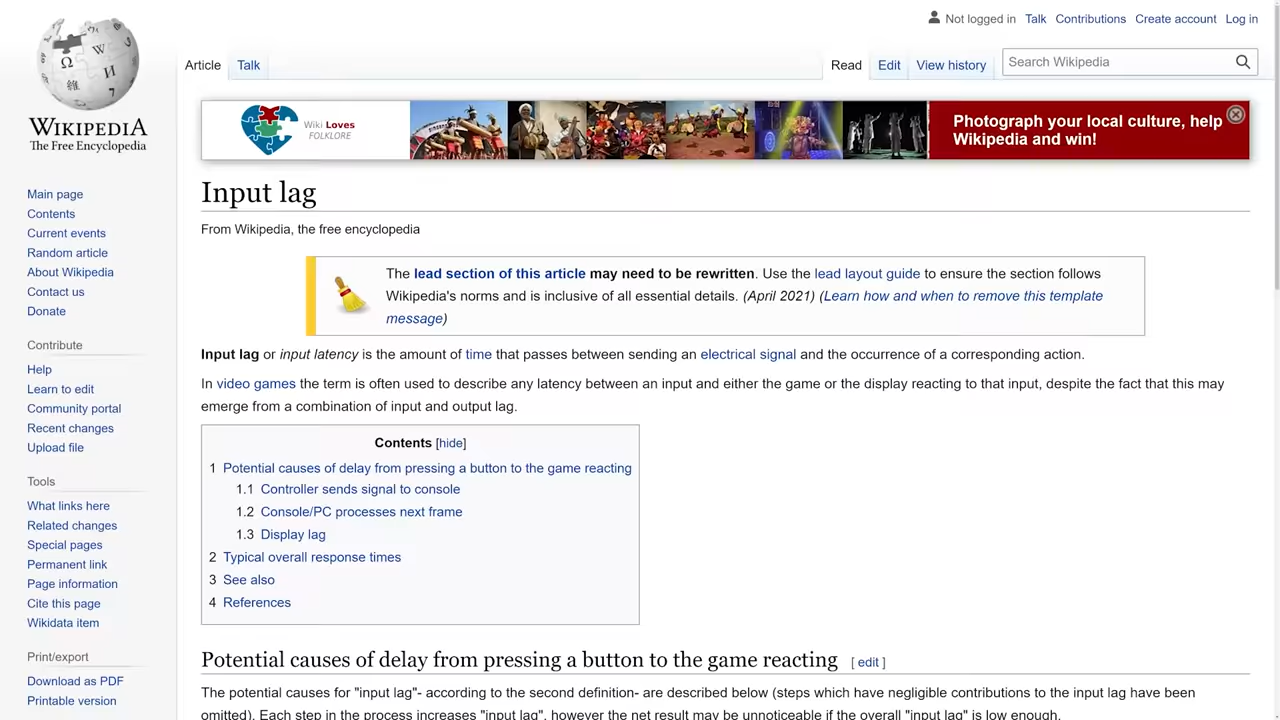 Not logged in Talk Contributions Create account Log in
Article Talk Read Edit View history Search Wikipedia
WIKIPEDIA
The Free Encyclopedia
Wiki Loves
FOLKLORE
Photograph your local culture, help
Wikipedia and win!
Main page
Contents
Current events
Random article
About Wikipedia
Contact us
Donate
Contribute
Help
Learn to edit
Community portal
Recent changes
Upload file
Tools
What links here
Related changes
Special pages
Permanent link
Page information
Cite this page
Wikidata item
Print/export
Download as PDF
Printable version
Input lag
From Wikipedia, the free encyclopedia
The lead section of this article may need to be rewritten. Use the lead layout guide to ensure the section follows
Wikipedia's norms and is inclusive of all essential details. (April 2021) (Learn how and when to remove this template
message)
Input lag or input latency is the amount of time that passes between sending an electrical signal and the occurrence of a corresponding action.
In video games the term is often used to describe any latency between an input and either the game or the display reacting to that input, despite the fact that this may
emerge from a combination of input and output lag.
Contents [hide]
1 Potential causes of delay from pressing a button to the game reacting
1.1 Controller sends signal to console
1.2 Console/PC processes next frame
1.3 Display lag
2 Typical overall response times
3 See also
4 References
Potential causes of delay from pressing a button to the game reacting [ edit ]
The potential causes for "input lag"- according to the second definition- are described below (steps which have negligible contributions to the input lag have been
omitted). Each step in the process increases "input lag", however the net result may be unnoticeable if the overall "input lag" is low enough.